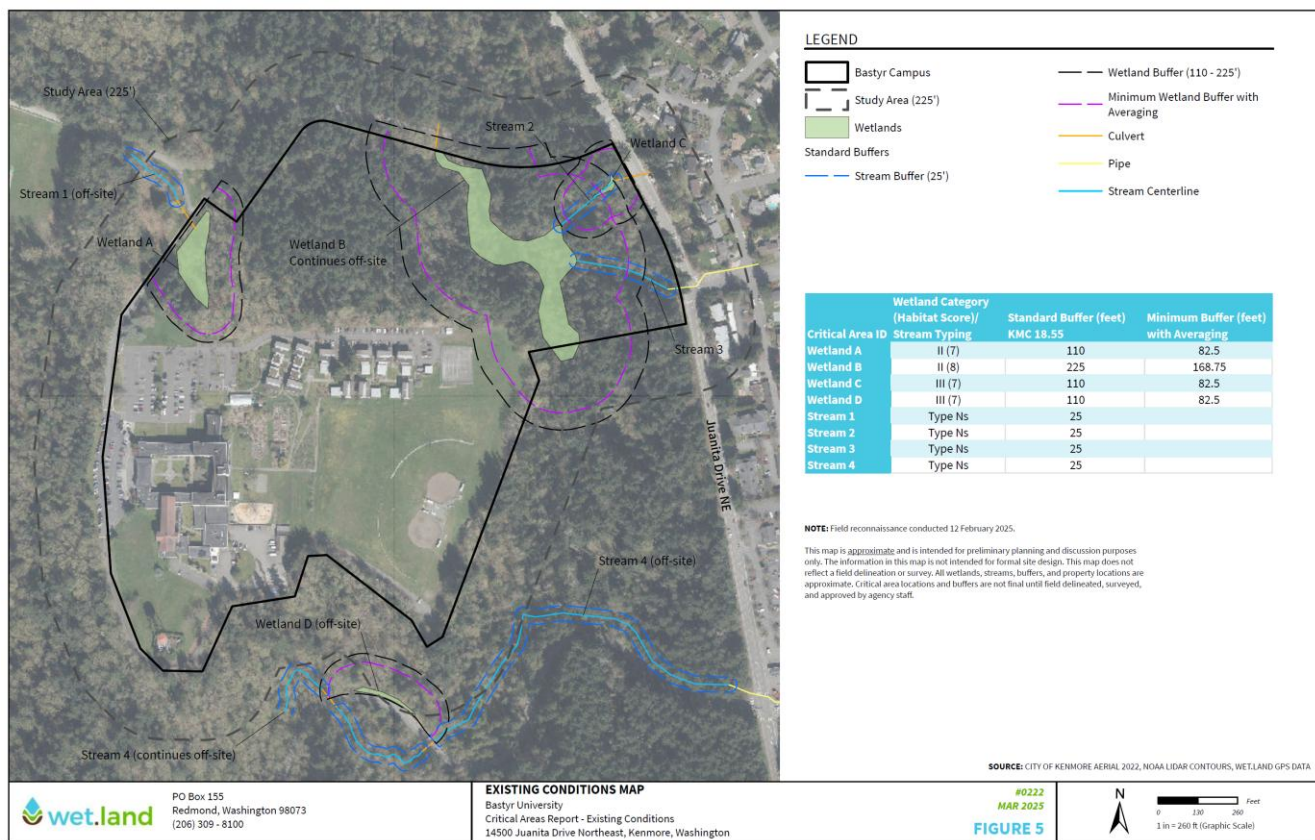 Study Area (225')
Stream 2
Wetland C
Stream 1 (off-site)
Wetland A
Wetland B
Continues off-site
Stream 3
Juanita Drive NE
Stream 4 (off-site)
Wetland D (off-site)
Stream 4 (continues off-site)
LEGEND
Bastyr Campus
Study Area (225')
Wetlands
Standard Buffers
Stream Buffer (25')
Wetland Buffer (110 - 225')
Minimum Wetland Buffer with
Averaging
Culvert
Pipe
Stream Centerline
Critical Area ID Wetland Category (Habitat Score)/ Stream Typing Standard Buffer (feet) KMC 18.55 Minimum Buffer (feet) with Averaging
Wetland A II (7) 110 82.5
Wetland B II (8) 225 168.75
Wetland C III (7) 110 82.5
Wetland D III (7) 110 82.5
Stream 1 Type Ns 25
Stream 2 Type Ns 25
Stream 3 Type Ns 25
Stream 4 Type Ns 25
NOTE: Field reconnaissance conducted 12 February 2025.
This map is approximate and is intended for preliminary planning and discussion purposes
only. The information in this map is not intended for formal site design. This map does not
reflect a field delineation or survey. All wetlands, streams, buffers, and property locations are
approximate. Critical area locations and buffers are not final until field delineated, surveyed,
and approved by agency staff.
SOURCE: CITY OF KENMORE AERIAL 2022, NOAA LIDAR CONTOURS, WET.LAND GPS DATA
wet.land
PO Box 155
Redmond, Washington 98073
(206) 309 - 8100
EXISTING CONDITIONS MAP
Bastyr University
Critical Areas Report - Existing Conditions
14500 Juanita Drive Northeast, Kenmore, Washington
#0222
MAR 2025
FIGURE 5
N
Feet
0 130 260
1 in = 260 ft (Graphic Scale)